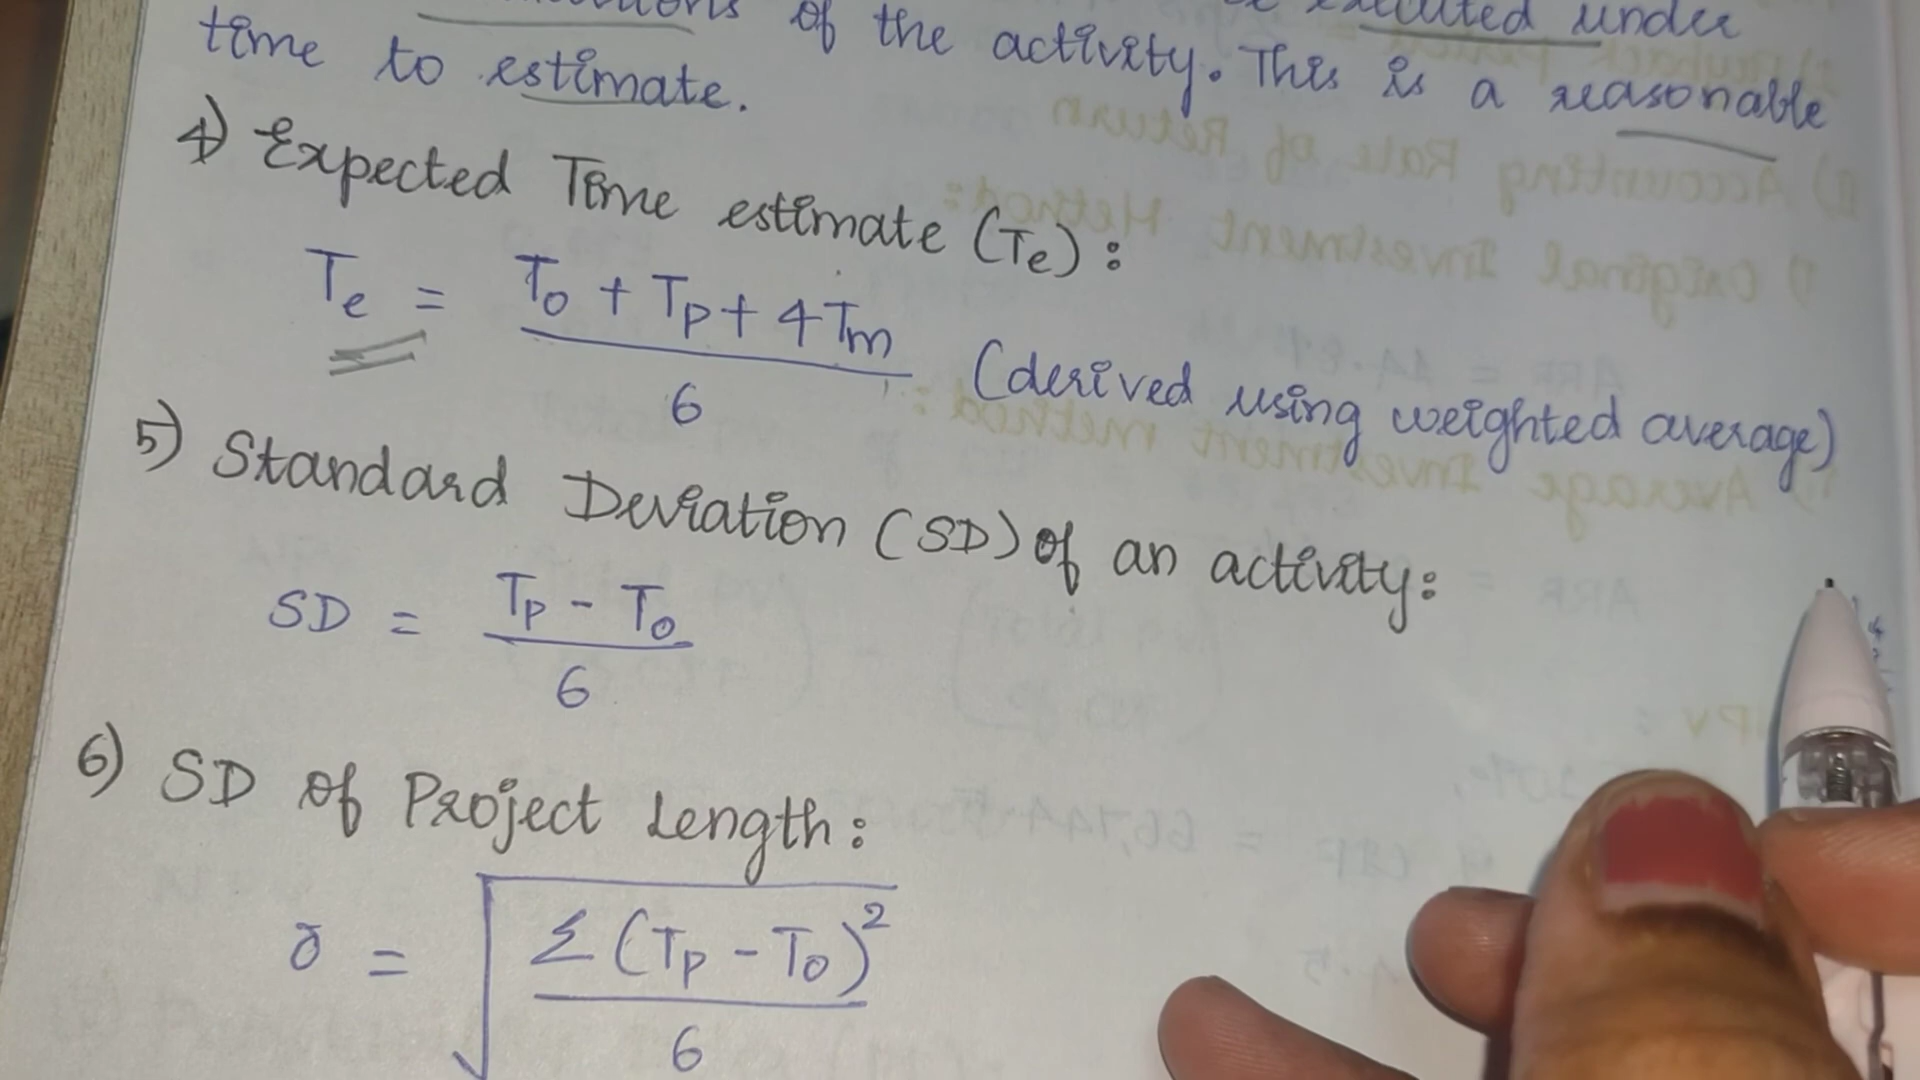 of the activity. This is a reasonable
time to estimate.
4) Expected Time estimate (Te) :
Te = To + Tp + 4Tm
6
(derived using weighted average)
5) Standard Deviation (SD) of an activity:
SD = Tp - To
6
6) SD of Project Length:
σ = √ Σ (Tp - To)²
6